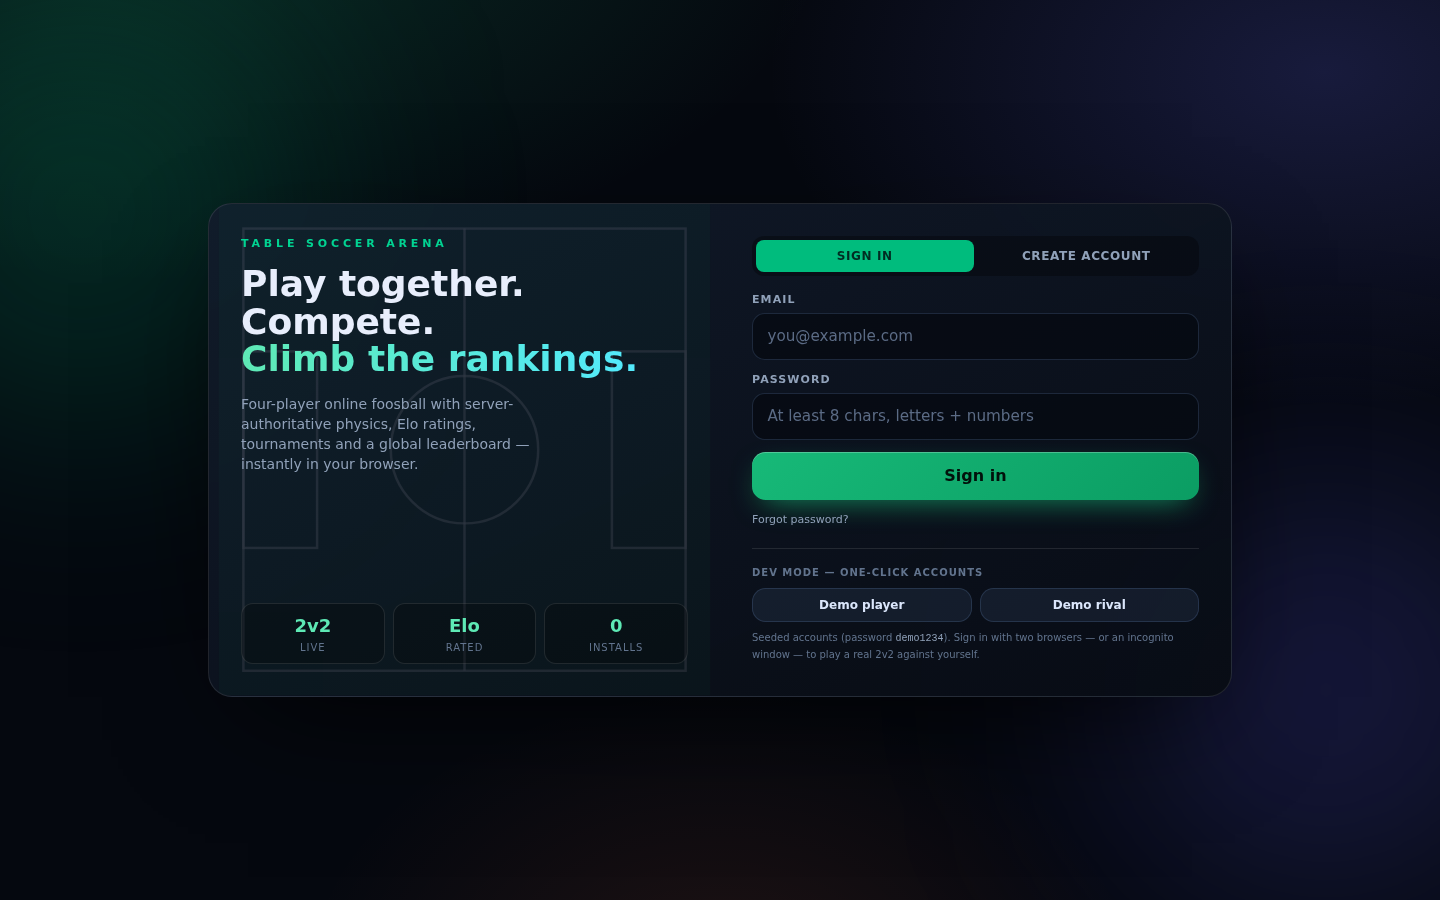 TABLE SOCCER ARENA
Play together.
Compete.
Climb the rankings.
Four-player online foosball with server-
authoritative physics, Elo ratings,
tournaments and a global leaderboard —
instantly in your browser.
2v2
LIVE
Elo
RATED
0
INSTALLS
SIGN IN
CREATE ACCOUNT
EMAIL
you@example.com
PASSWORD
At least 8 chars, letters + numbers
Sign in
Forgot password?
DEV MODE — ONE-CLICK ACCOUNTS
Demo player
Demo rival
Seeded accounts (password demo1234). Sign in with two browsers — or an incognito
window — to play a real 2v2 against yourself.